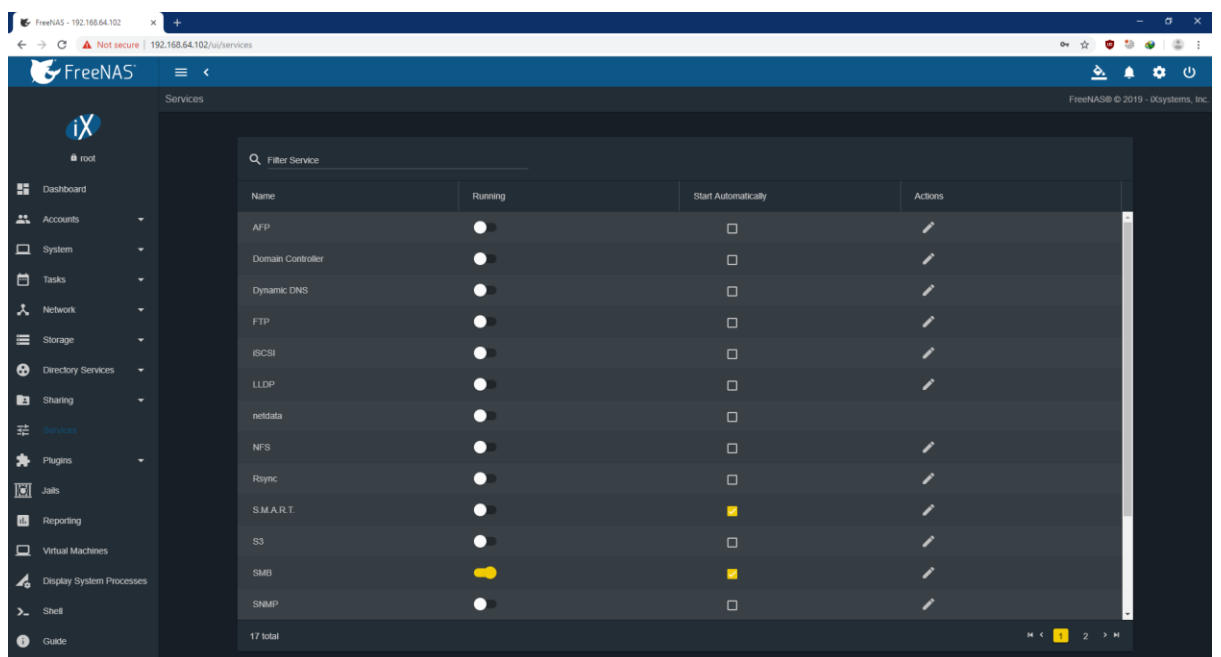 FreeNAS - 192.168.64.102
Not secure | 192.168.64.102/ui/services
FreeNAS®
Services
FreeNAS® © 2019 - iXsystems, Inc.
iX
root
Dashboard
Accounts
System
Tasks
Network
Storage
Directory Services
Sharing
Services
Plugins
Jails
Reporting
Virtual Machines
Display System Processes
Shell
Guide
Filter Service
Name Running Start Automatically Actions
AFP
Domain Controller
Dynamic DNS
FTP
iSCSI
LLDP
netdata
NFS
Rsync
S.M.A.R.T.
S3
SMB
SNMP
17 total 1 2